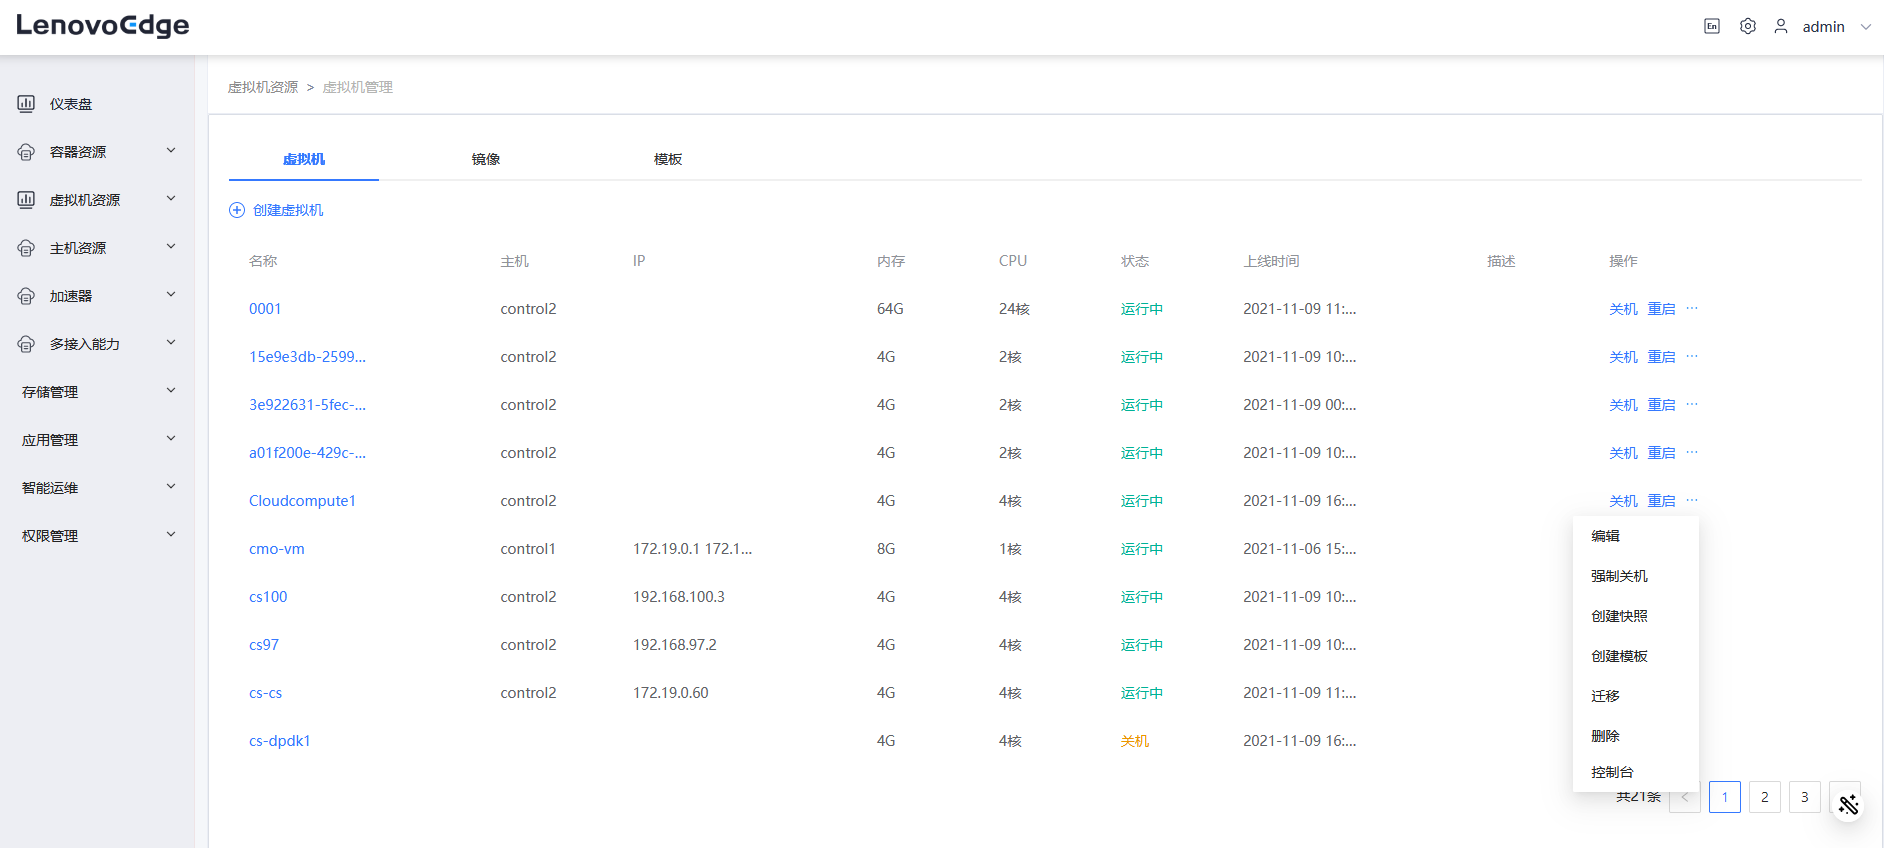 LenovoEdge
En admin
虚拟机资源 > 虚拟机管理
仪表盘
容器资源
虚拟机资源
主机资源
加速器
多接入能力
存储管理
应用管理
智能运维
权限管理
虚拟机 镜像 模板
创建虚拟机
名称 主机 IP 内存 CPU 状态 上线时间 描述 操作
0001 control2 64G 24核 运行中 2021-11-09 11:... 关机 重启 ···
15e9e3db-2599... control2 4G 2核 运行中 2021-11-09 10:... 关机 重启 ···
3e922631-5fec-... control2 4G 2核 运行中 2021-11-09 00:... 关机 重启 ···
a01f200e-429c-... control2 4G 2核 运行中 2021-11-09 10:... 关机 重启 ···
Cloudcompute1 control2 4G 4核 运行中 2021-11-09 16:... 关机 重启 ···
cmo-vm control1 172.19.0.1 172.1... 8G 1核 运行中 2021-11-06 15:...
cs100 control2 192.168.100.3 4G 4核 运行中 2021-11-09 10:...
cs97 control2 192.168.97.2 4G 4核 运行中 2021-11-09 10:...
cs-cs control2 172.19.0.60 4G 4核 运行中 2021-11-09 11:...
cs-dpdk1 4G 4核 关机 2021-11-09 16:...
编辑
强制关机
创建快照
创建模板
迁移
删除
控制台
共21条 < 1 2 3